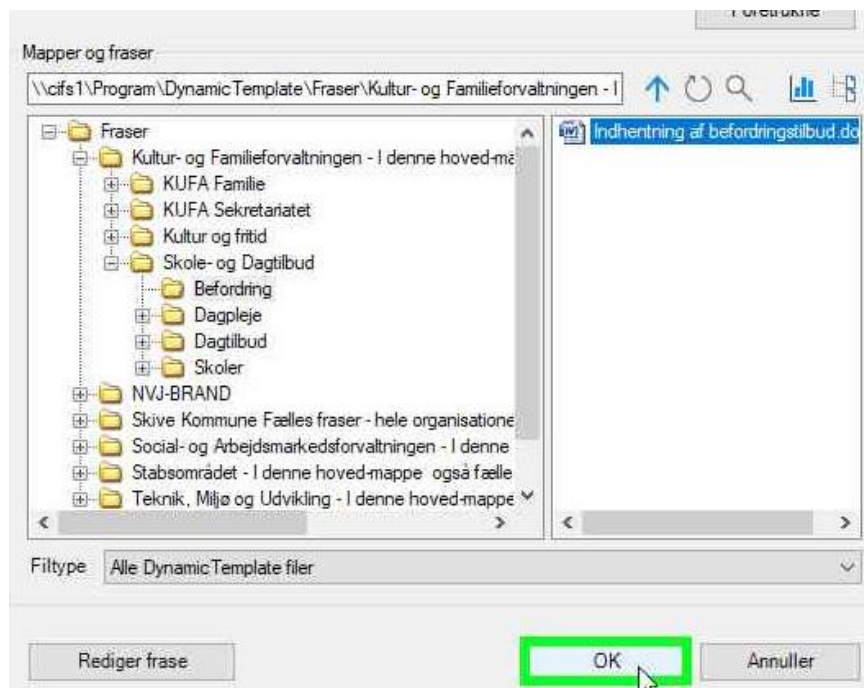 Foretrukne
Mapper og fraser
\\cifs1\Program\DynamicTemplate\Fraser\Kultur- og Familieforvaltningen - I
Fraser
Kultur- og Familieforvaltningen - I denne hoved-ma
KUFA Familie
KUFA Sekretariatet
Kultur og fritid
Skole- og Dagtilbud
Befordring
Dagpleje
Dagtilbud
Skoler
NVJ-BRAND
Skive Kommune Fælles fraser - hele organisatione
Social- og Arbejdsmarkedsforvaltningen - I denne
Stabsområdet - I denne hoved-mappe også fælle
Teknik, Miljø og Udvikling - I denne hoved-mappe
Indhentning af befordringstilbud.do
Filtype Alle DynamicTemplate filer
Rediger frase OK Annuller